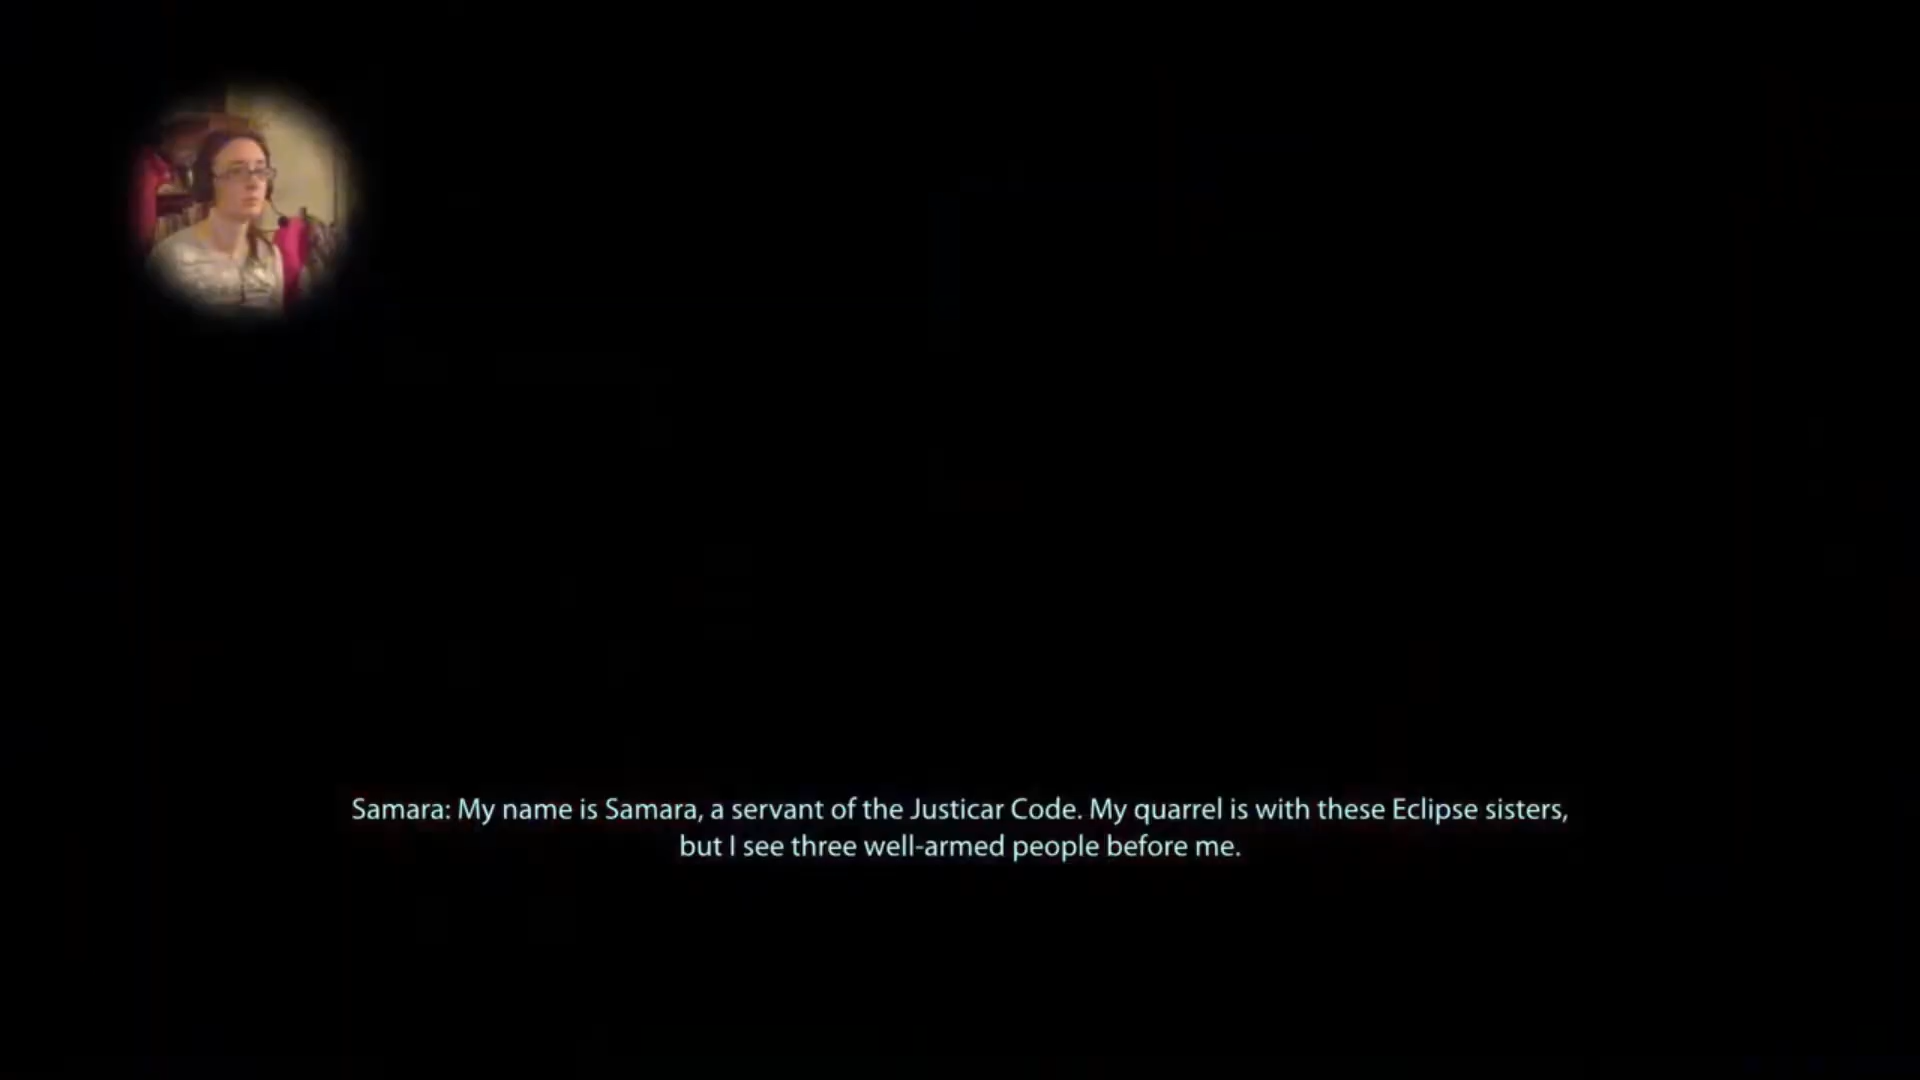 Samara: My name is Samara, a servant of the Justicar Code. My quarrel is with these Eclipse sisters,
but I see three well-armed people before me.